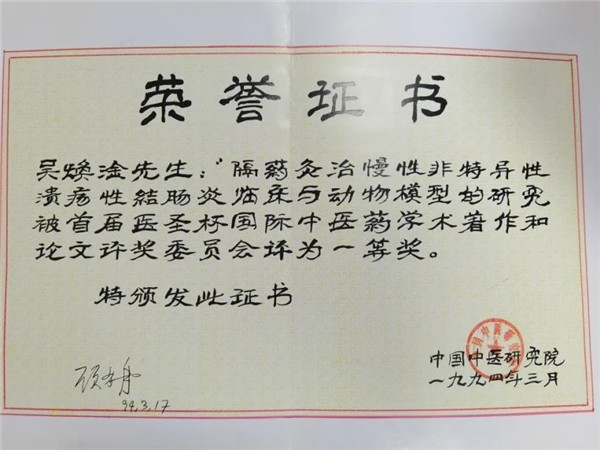 荣誉证书
吴焕淦先生："隔药灸治慢性非特异性
溃疡性结肠炎临床与动物模型的研究
被首届医圣杯国际中医药学术著作和
论文评奖委员会评为一等奖。
特颁发此证书
中国中医研究院
一九九四年三月
94.3.17